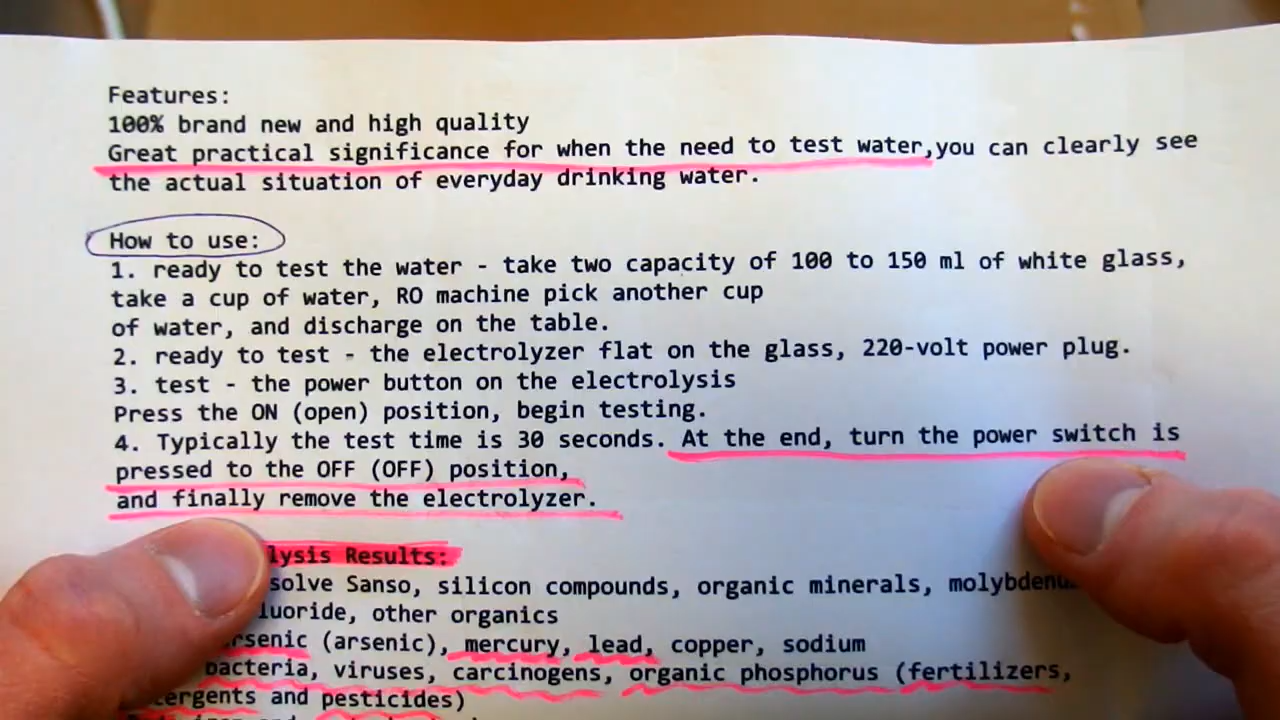 Features:
100% brand new and high quality
Great practical significance for when the need to test water,you can clearly see
the actual situation of everyday drinking water.
How to use:
1. ready to test the water - take two capacity of 100 to 150 ml of white glass,
take a cup of water, RO machine pick another cup
of water, and discharge on the table.
2. ready to test - the electrolyzer flat on the glass, 220-volt power plug.
3. test - the power button on the electrolysis
Press the ON (open) position, begin testing.
4. Typically the test time is 30 seconds. At the end, turn the power switch is
pressed to the OFF (OFF) position,
and finally remove the electrolyzer.
Results:
Sanso, silicon compounds, organic minerals,
other organics
(arsenic), mercury, lead, copper, sodium
bacteria, viruses, carcinogens, organic phosphorus (fertilizers,
and pesticides)